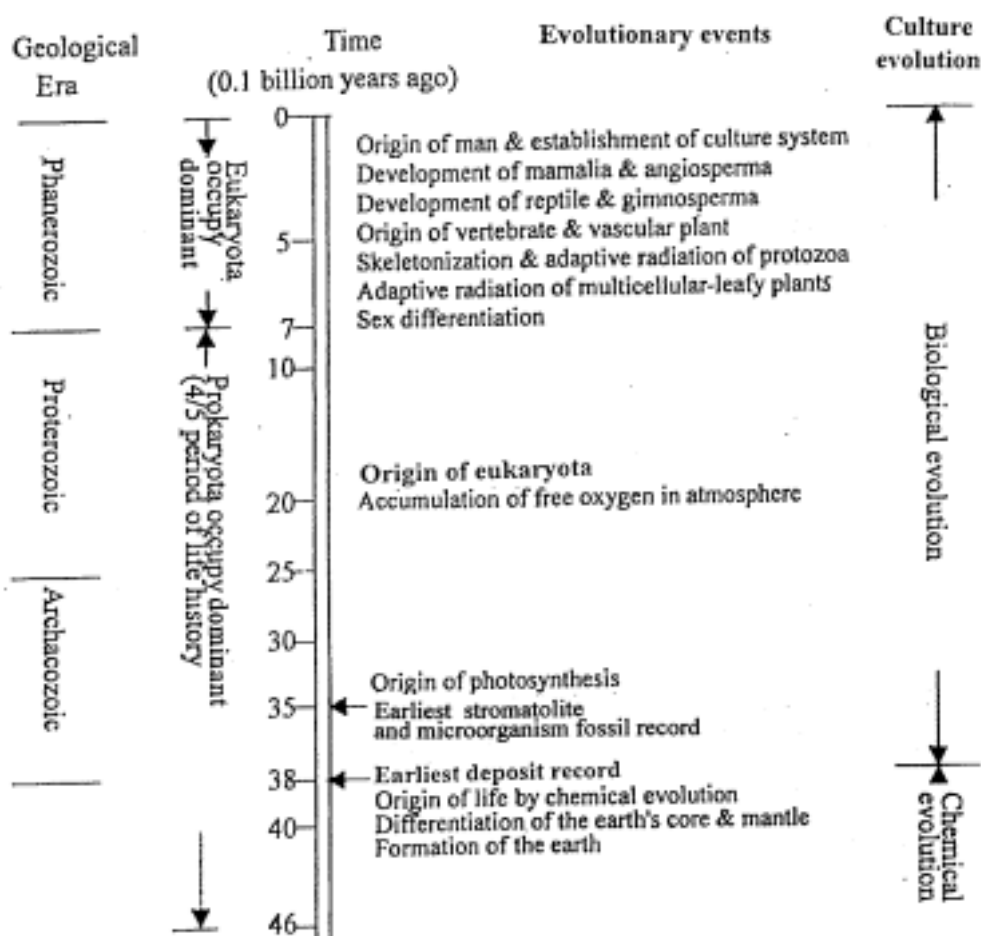 Geological
Era
Time
(0.1 billion years ago)
Evolutionary events
Culture
evolution
Phanerozoic
Proterozoic
Archacozoic
Eukaryota
occupy
dominant
Prokaryota occupy dominant
(4/5 period of life history
0
5
7
10
20
25
30
35
38
40
46
Origin of man & establishment of culture system
Development of mamalia & angiosperma
Development of reptile & gimnosperma
Origin of vertebrate & vascular plant
Skeletonization & adaptive radiation of protozoa
Adaptive radiation of multicellular-leafy plants
Sex differentiation
Origin of eukaryota
Accumulation of free oxygen in atmosphere
Origin of photosynthesis
Earliest stromatolite
and microorganism fossil record
Earliest deposit record
Origin of life by chemical evolution
Differentiation of the earth's core & mantle
Formation of the earth
Biological evolution
Chemical
evolution